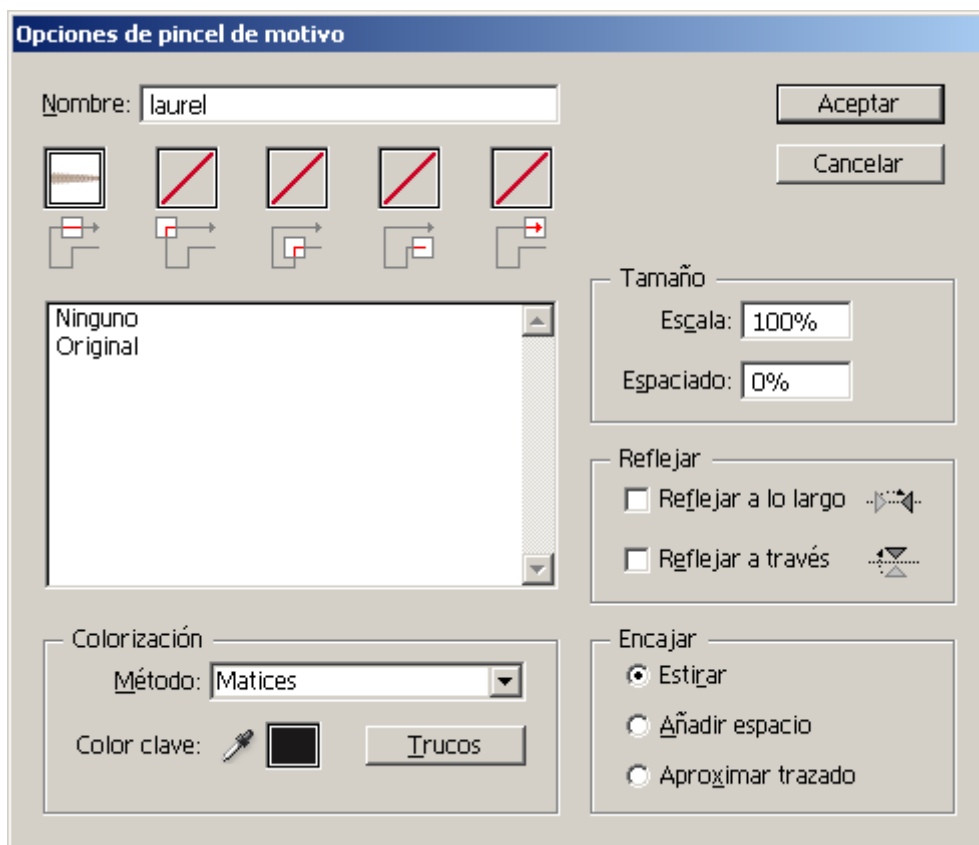 Opciones de pincel de motivo
Nombre: laurel
Aceptar
Cancelar
Ninguno
Original
Tamaño
Escala: 100%
Espaciado: 0%
Reflejar
Reflejar a lo largo
Reflejar a través
Colorización
Método: Matices
Color clave:
Trucos
Encajar
Estirar
Añadir espacio
Aproximar trazado